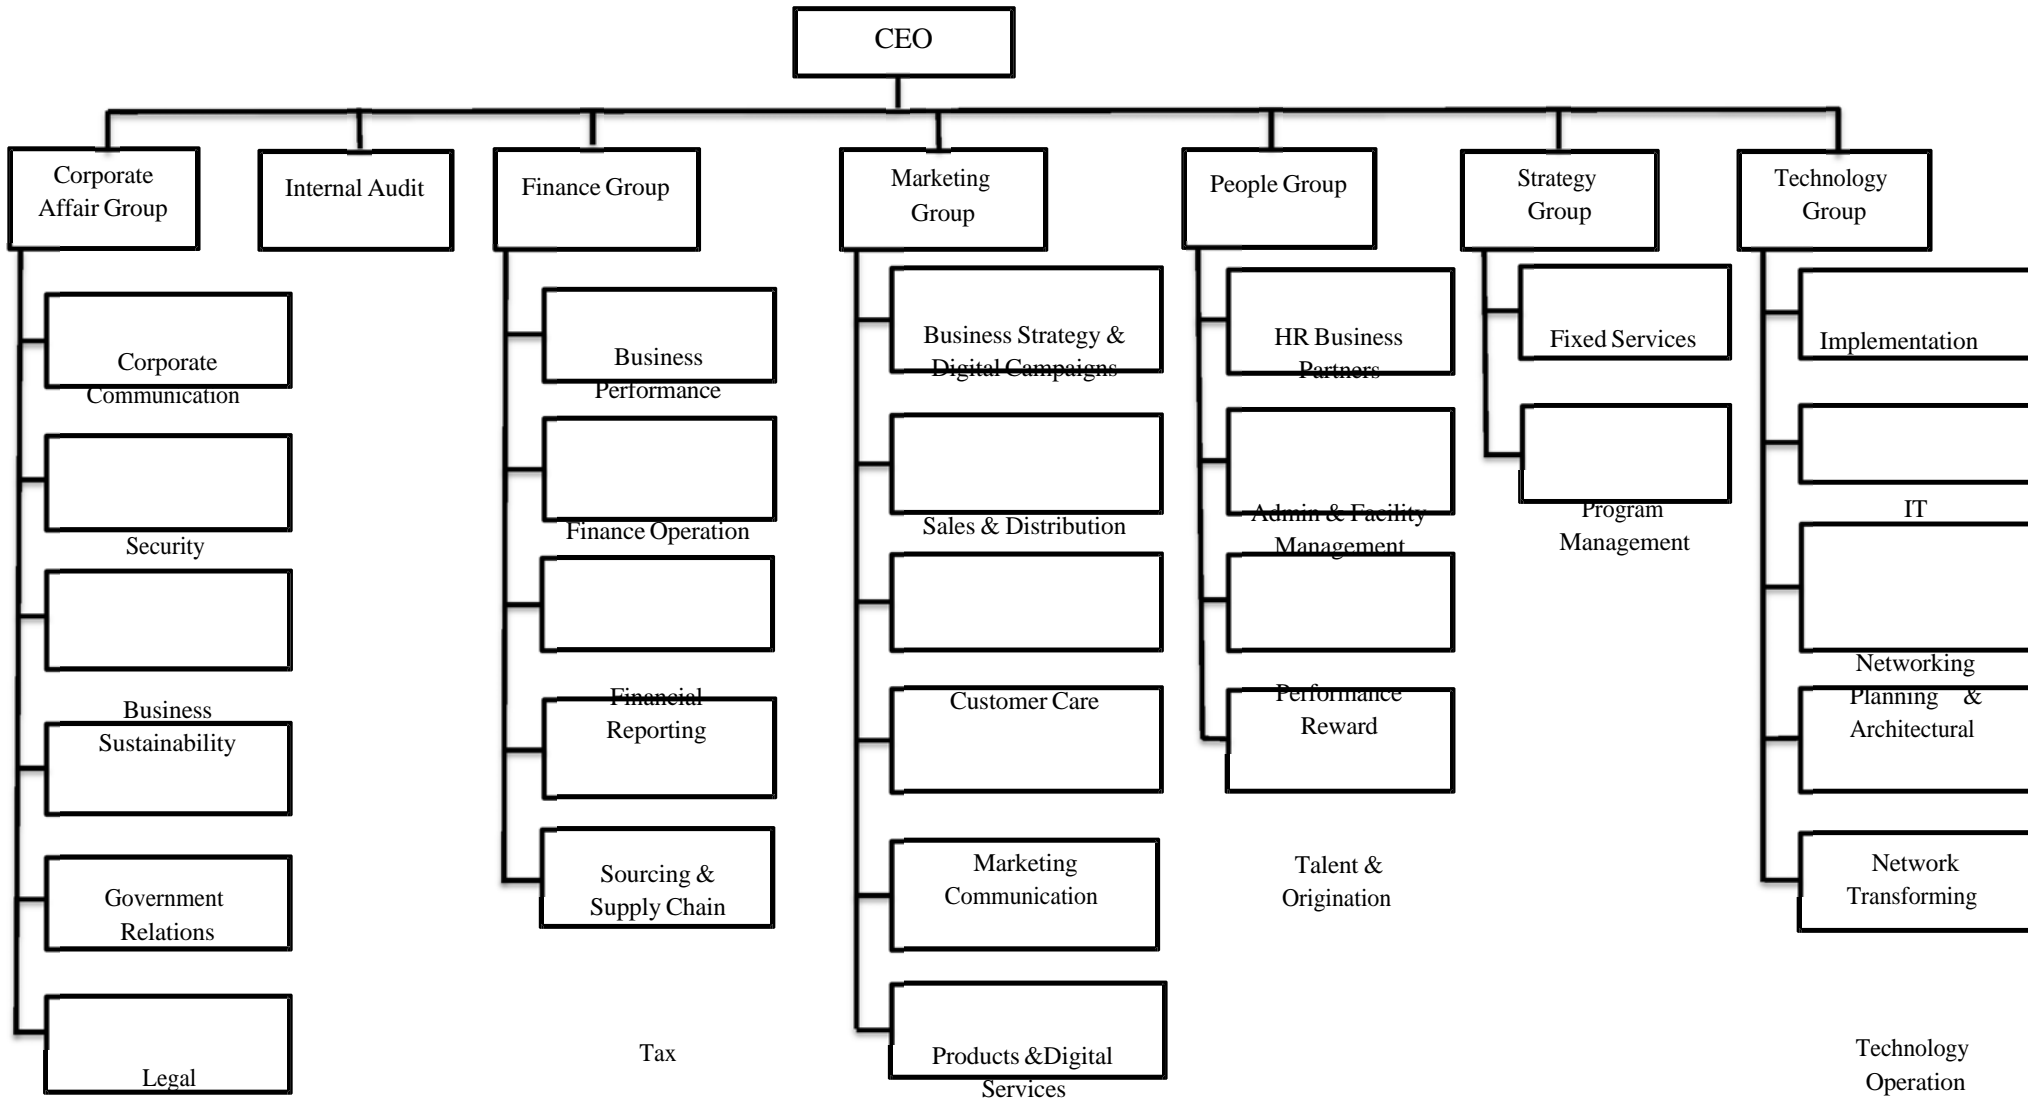 CEO
Corporate
Affair Group
Internal Audit
Finance Group
Marketing
Group
People Group
Strategy
Group
Technology
Group
Corporate
Communication
Security
Business
Sustainability
Government
Relations
Legal
Business
Performance
Finance Operation
Financial
Reporting
Sourcing &
Supply Chain
Tax
Business Strategy &
Digital Campaigns
Sales & Distribution
Customer Care
Marketing
Communication
Products &Digital
Services
HR Business
Partners
Admin & Facility
Management
Performance
Reward
Talent &
Origination
Fixed Services
Program
Management
Implementation
IT
Networking
Planning &
Architectural
Network
Transforming
Technology
Operation